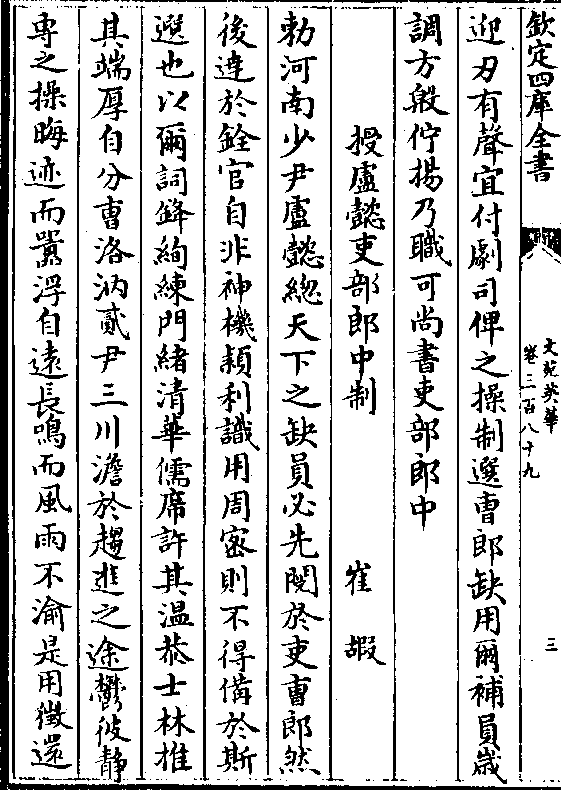 欽定四庫全書
文苑英華
卷三百八十九
三
迎刃有聲宜付劇司俾之操制選曹郎缺用爾補員歲
調方殷佇揚乃職可尚書吏部郎中
授盧懿吏部郎中制
崔嘏
勅河南少尹盧懿總天下之缺員必先閱於吏曹郎然
後達於銓官自非神機頴利識用周宻則不得備於斯
選也以爾詞鋒絢練門緒清華儒席許其温恭士林推
其端厚自分曹洛汭貳尹三川澹於趨進之途鬱彼静
專之操晦迹而囂浮自遠長鳴而風雨不渝是用徵還